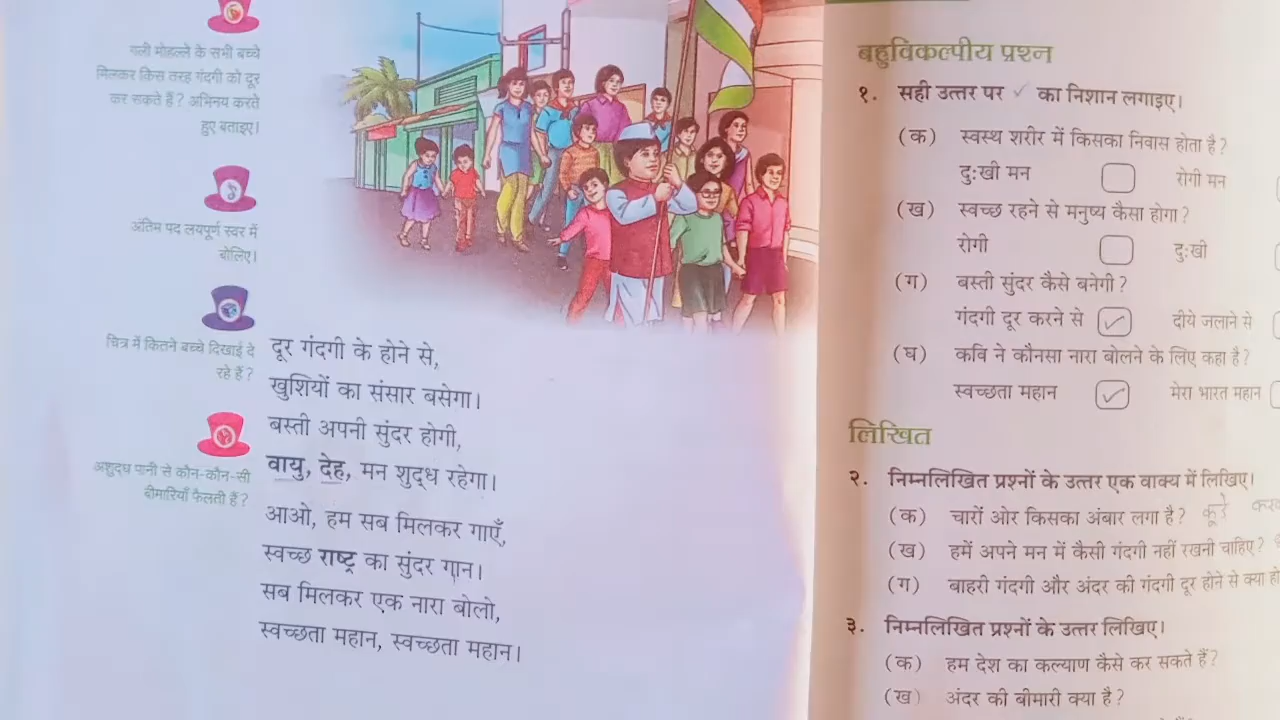 गली मोहल्ले के सभी बच्चे
मिलकर किस तरह गंदगी को दूर
कर सकते हैं? अभिनय करते
हुए बताइए।
अंतिम पद लयपूर्ण स्वर में
बोलिए।
चित्र में कितने बच्चे दिखाई दे
रहे हैं?
अशुद्ध पानी से कौन-कौन-सी
बीमारियाँ फैलती हैं?
दूर गंदगी के होने से,
खुशियों का संसार बसेगा।
बस्ती अपनी सुंदर होगी,
वायु, देह, मन शुद्ध रहेगा।
आओ, हम सब मिलकर गाएँ,
स्वच्छ राष्ट्र का सुंदर गान।
सब मिलकर एक नारा बोलो,
स्वच्छता महान, स्वच्छता महान।
बहुविकल्पीय प्रश्न
१. सही उत्तर पर ✓ का निशान लगाइए।
(क) स्वस्थ शरीर में किसका निवास होता है?
दुःखी मन रोगी मन
(ख) स्वच्छ रहने से मनुष्य कैसा होगा?
रोगी दुःखी
(ग) बस्ती सुंदर कैसे बनेगी?
गंदगी दूर करने से ✓ दीये जलाने से
(घ) कवि ने कौनसा नारा बोलने के लिए कहा है?
स्वच्छता महान ✓ मेरा भारत महान
लिखित
२. निम्नलिखित प्रश्नों के उत्तर एक वाक्य में लिखिए।
(क) चारों ओर किसका अंबार लगा है? कूड़े
(ख) हमें अपने मन में कैसी गंदगी नहीं रखनी चाहिए?
(ग) बाहरी गंदगी और अंदर की गंदगी दूर होने से क्या
३. निम्नलिखित प्रश्नों के उत्तर लिखिए।
(क) हम देश का कल्याण कैसे कर सकते हैं?
(ख) अंदर की बीमारी क्या है?